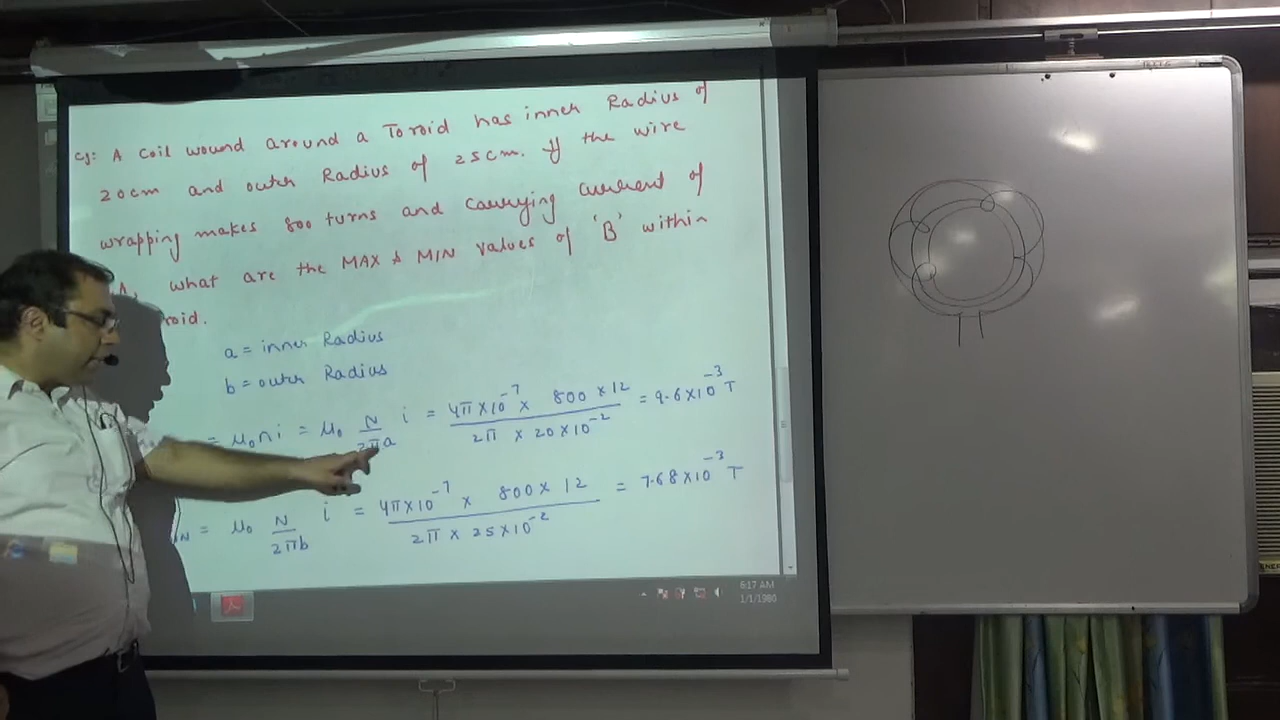 eg: A coil wound around a Toroid has inner Radius of
20cm and outer Radius of 25cm. If the wire
wrapping makes 800 turns and carrying current of
A, what are the MAX & MIN values of 'B' within
roid.
a = inner Radius
b = outer Radius
= μ₀ni = μ₀ N/2πa i = 4π×10⁻⁷ × 800×12 / 2π × 20×10⁻² = 9.6×10⁻³ T
= μ₀ N/2πb i = 4π×10⁻⁷ × 800×12 / 2π × 25×10⁻² = 7.68×10⁻³ T
6:17 AM
1/1/1980